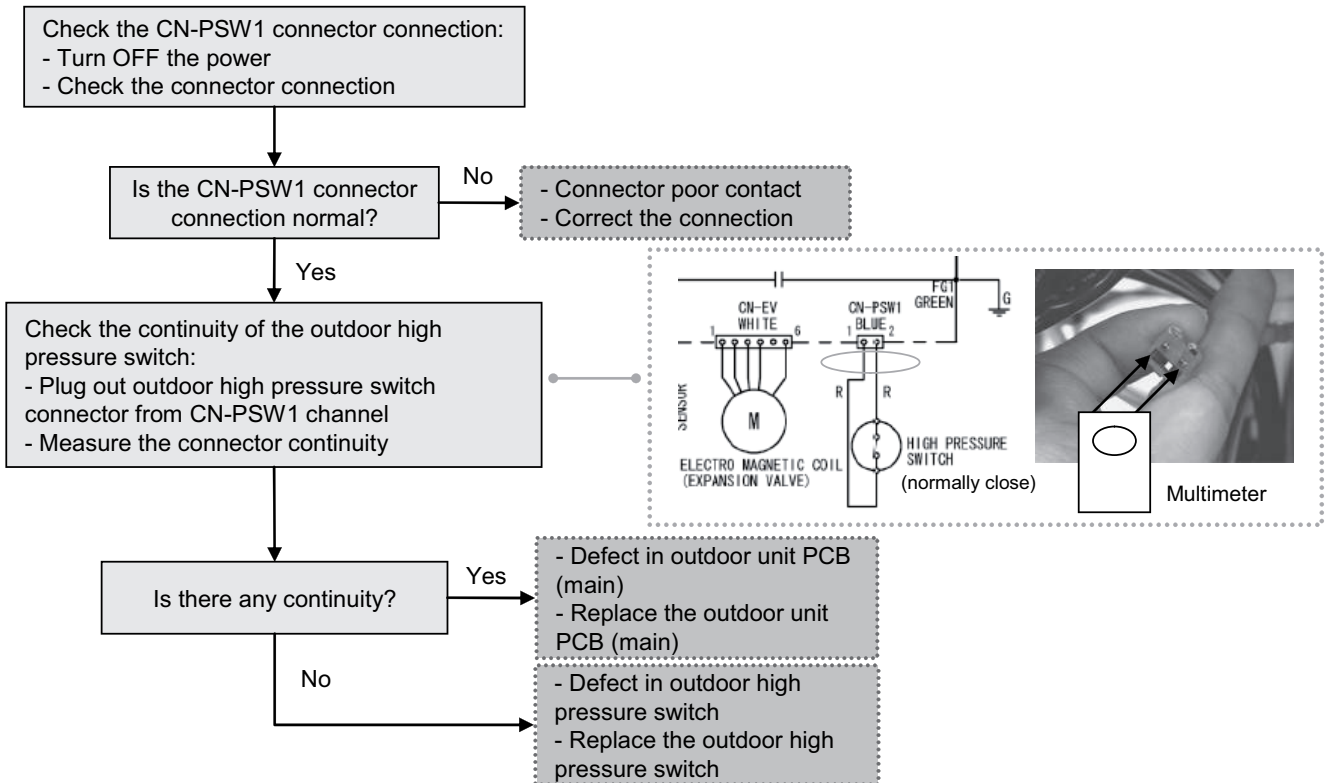 Check the CN-PSW1 connector connection:
- Turn OFF the power
- Check the connector connection
Is the CN-PSW1 connector
connection normal?
No
- Connector poor contact
- Correct the connection
Yes
Check the continuity of the outdoor high
pressure switch:
- Plug out outdoor high pressure switch
connector from CN-PSW1 channel
- Measure the connector continuity
FG1
GREEN
G
CN-EV
WHITE
1
6
CN-PSW1
BLUE
1
2
SENSOR
R
R
M
HIGH PRESSURE
SWITCH
(normally close)
ELECTRO MAGNETIC COIL
(EXPANSION VALVE)
Multimeter
Is there any continuity?
Yes
- Defect in outdoor unit PCB
(main)
- Replace the outdoor unit
PCB (main)
No
- Defect in outdoor high
pressure switch
- Replace the outdoor high
pressure switch